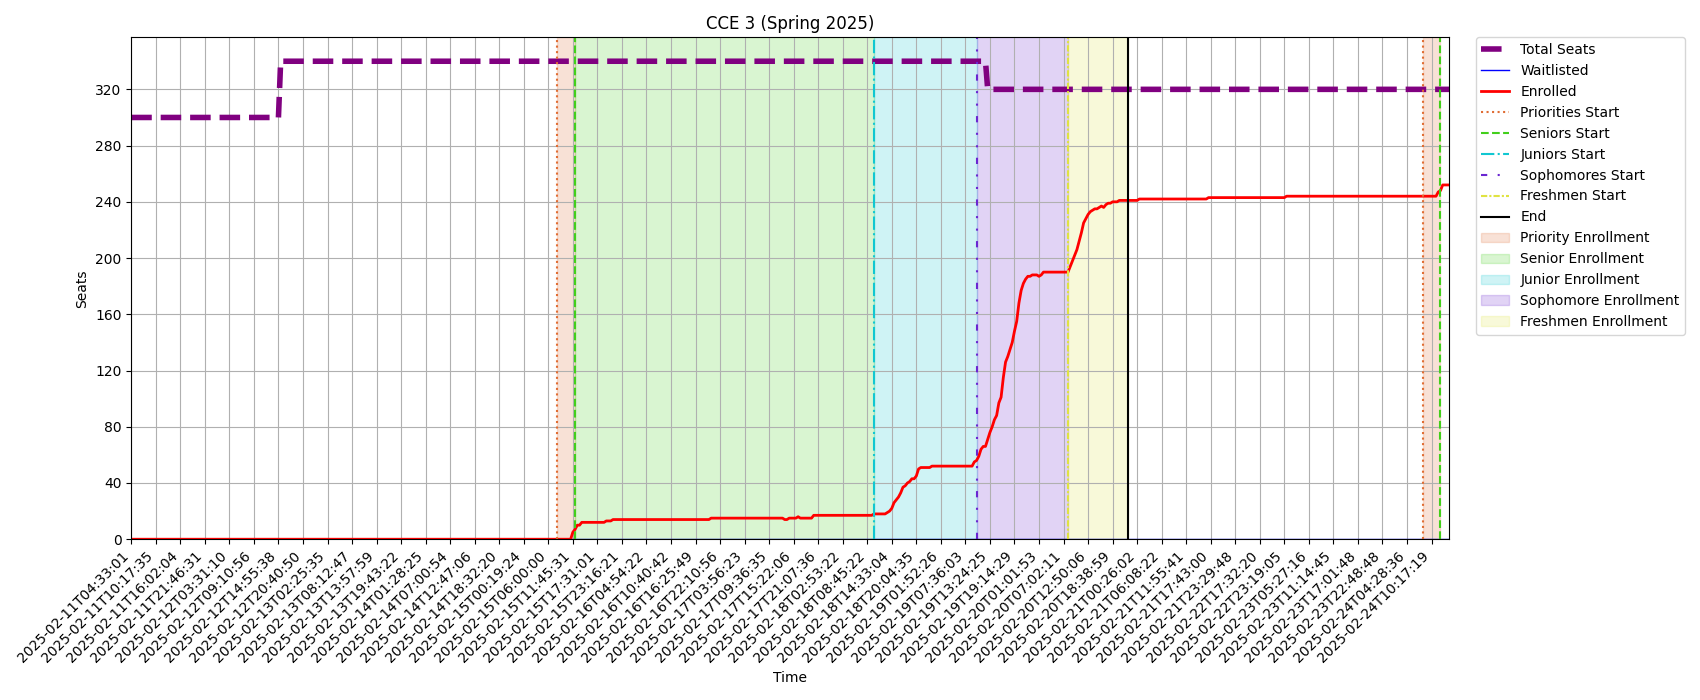 CCE 3 (Spring 2025)
Seats
320
280
240
200
160
120
80
40
0
2025-02-11T04:33:01
2025-02-11T10:17:35
2025-02-11T16:02:04
2025-02-11T21:46:31
2025-02-12T03:31:10
2025-02-12T09:10:56
2025-02-12T14:55:38
2025-02-12T20:40:50
2025-02-13T02:25:35
2025-02-13T08:12:47
2025-02-13T13:57:59
2025-02-13T19:43:22
2025-02-14T01:28:25
2025-02-14T07:00:54
2025-02-14T12:47:06
2025-02-14T18:32:20
2025-02-15T00:19:24
2025-02-15T06:00:00
2025-02-15T11:45:31
2025-02-15T17:31:01
2025-02-15T23:16:21
2025-02-16T04:54:22
2025-02-16T10:40:42
2025-02-16T16:25:49
2025-02-16T22:10:56
2025-02-17T03:56:23
2025-02-17T09:36:35
2025-02-17T15:22:06
2025-02-17T21:07:36
2025-02-18T02:53:22
2025-02-18T08:45:22
2025-02-18T14:33:04
2025-02-18T20:04:35
2025-02-19T01:52:26
2025-02-19T07:36:03
2025-02-19T13:24:25
2025-02-19T19:14:29
2025-02-20T01:01:53
2025-02-20T07:02:11
2025-02-20T12:50:06
2025-02-20T18:38:59
2025-02-21T00:26:02
2025-02-21T06:08:22
2025-02-21T11:55:41
2025-02-21T17:43:00
2025-02-21T23:29:48
2025-02-22T17:32:20
2025-02-22T23:19:05
2025-02-23T05:27:16
2025-02-23T11:14:45
2025-02-23T17:01:48
2025-02-23T22:48:48
2025-02-24T04:28:36
2025-02-24T10:17:19
Time
Total Seats
Waitlisted
Enrolled
Priorities Start
Seniors Start
Juniors Start
Sophomores Start
Freshmen Start
End
Priority Enrollment
Senior Enrollment
Junior Enrollment
Sophomore Enrollment
Freshmen Enrollment